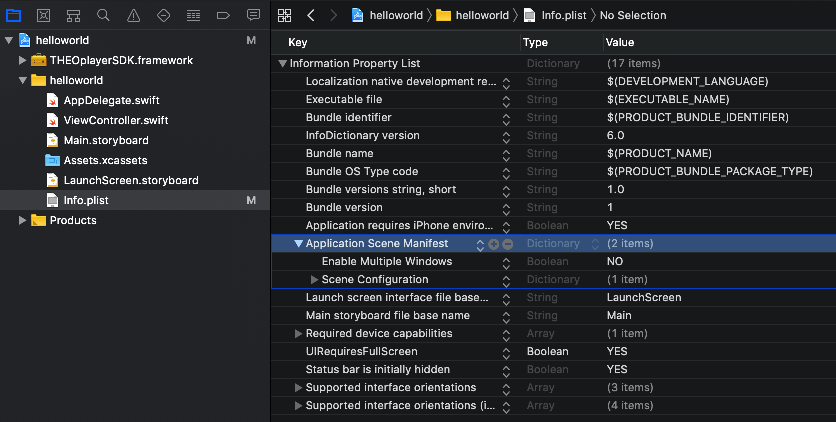 helloworld M
THEOplayerSDK.framework
helloworld
AppDelegate.swift
ViewController.swift
Main.storyboard
Assets.xcassets
LaunchScreen.storyboard
Info.plist M
Products
helloworld helloworld Info.plist No Selection
Key Type Value
Information Property List Dictionary (17 items)
Localization native development re... String $(DEVELOPMENT_LANGUAGE)
Executable file String $(EXECUTABLE_NAME)
Bundle identifier String $(PRODUCT_BUNDLE_IDENTIFIER)
InfoDictionary version String 6.0
Bundle name String $(PRODUCT_NAME)
Bundle OS Type code String $(PRODUCT_BUNDLE_PACKAGE_TYPE)
Bundle versions string, short String 1.0
Bundle version String 1
Application requires iPhone enviro... Boolean YES
Application Scene Manifest Dictionary (2 items)
Enable Multiple Windows Boolean NO
Scene Configuration Dictionary (1 item)
Launch screen interface file base... String LaunchScreen
Main storyboard file base name String Main
Required device capabilities Array (1 item)
UIRequiresFullScreen Boolean YES
Status bar is initially hidden Boolean YES
Supported interface orientations Array (3 items)
Supported interface orientations (i... Array (4 items)